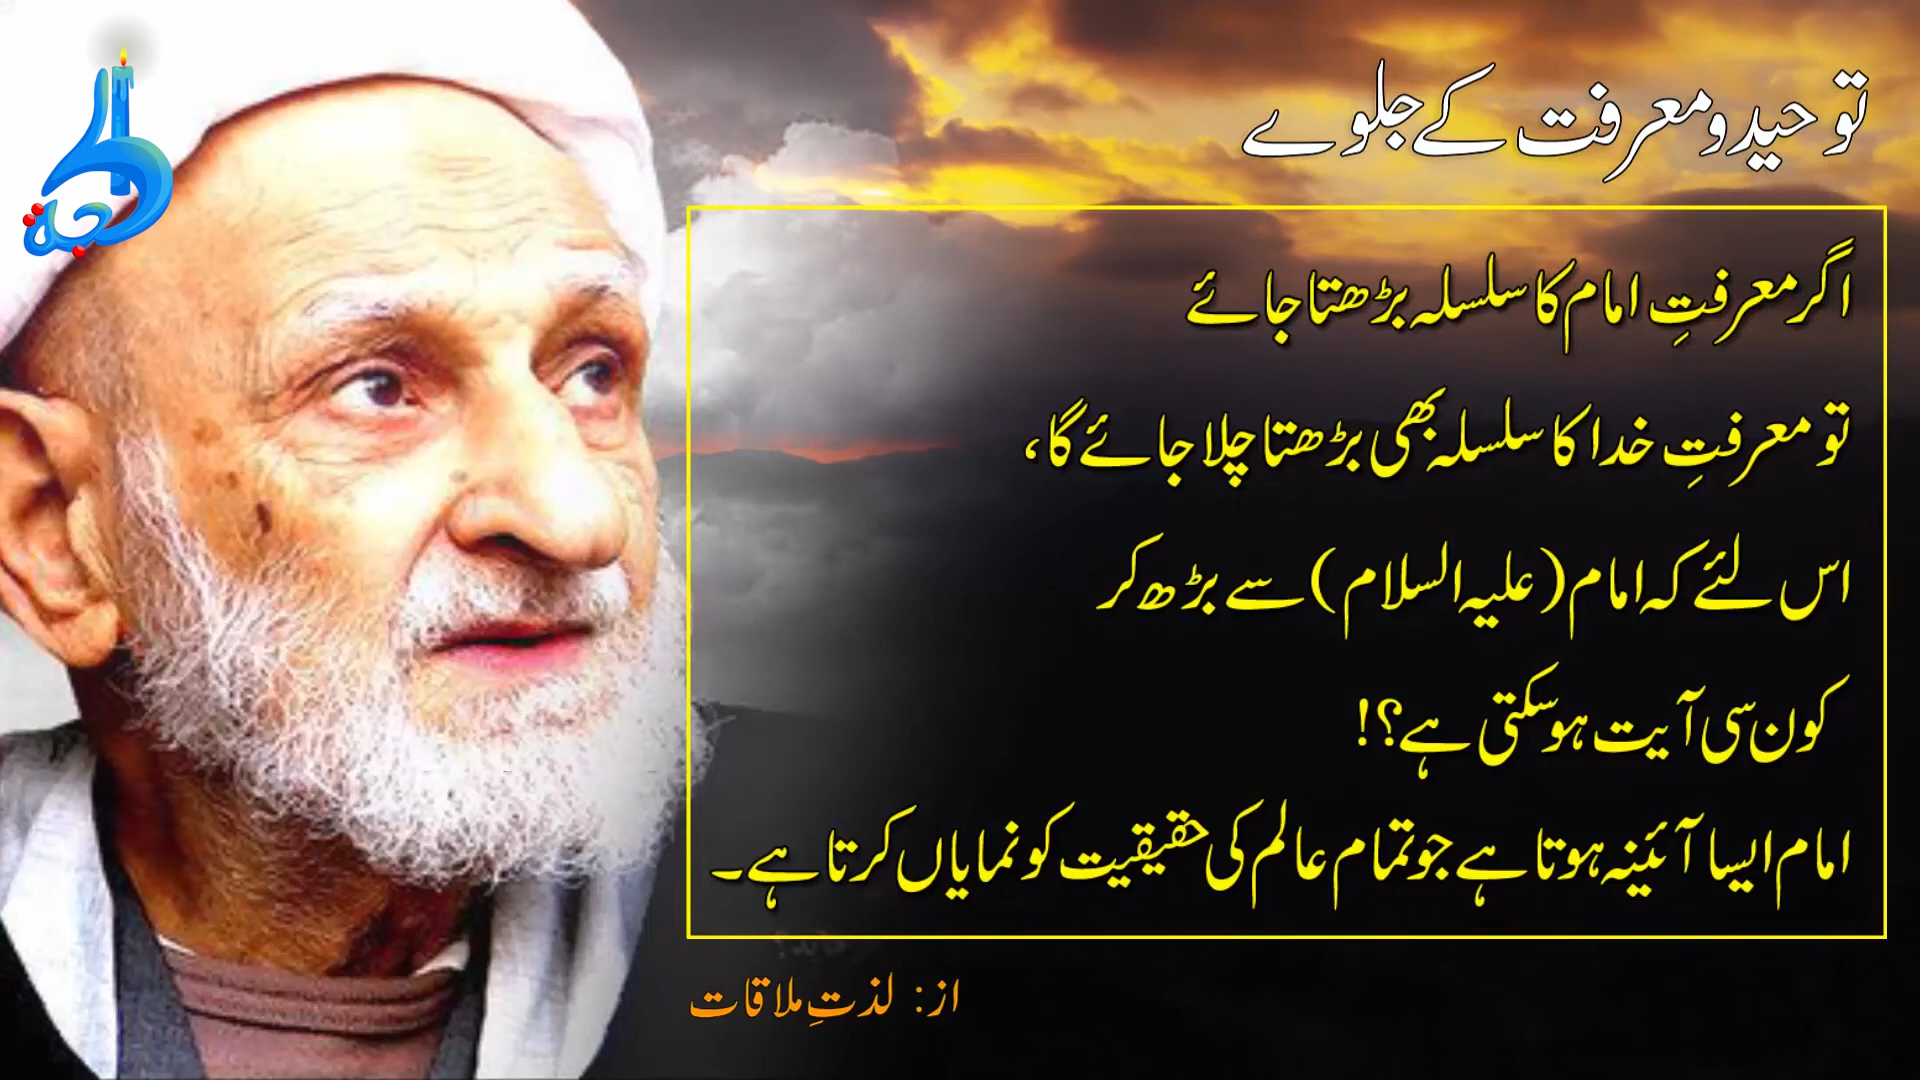 توحید و معرفت کے جلوے
اگر معرفتِ امام کا سلسلہ بڑھتا جائے
تو معرفتِ خدا کا سلسلہ بھی بڑھتا چلا جائے گا،
اس لئے کہ امام (علیہ السلام) سے بڑھ کر
کون سی آیت ہو سکتی ہے؟!
امام ایسا آئینہ ہوتا ہے جو تمام عالم کی حقیقیت کو نمایاں کرتا ہے۔
از: لذتِ ملاقات